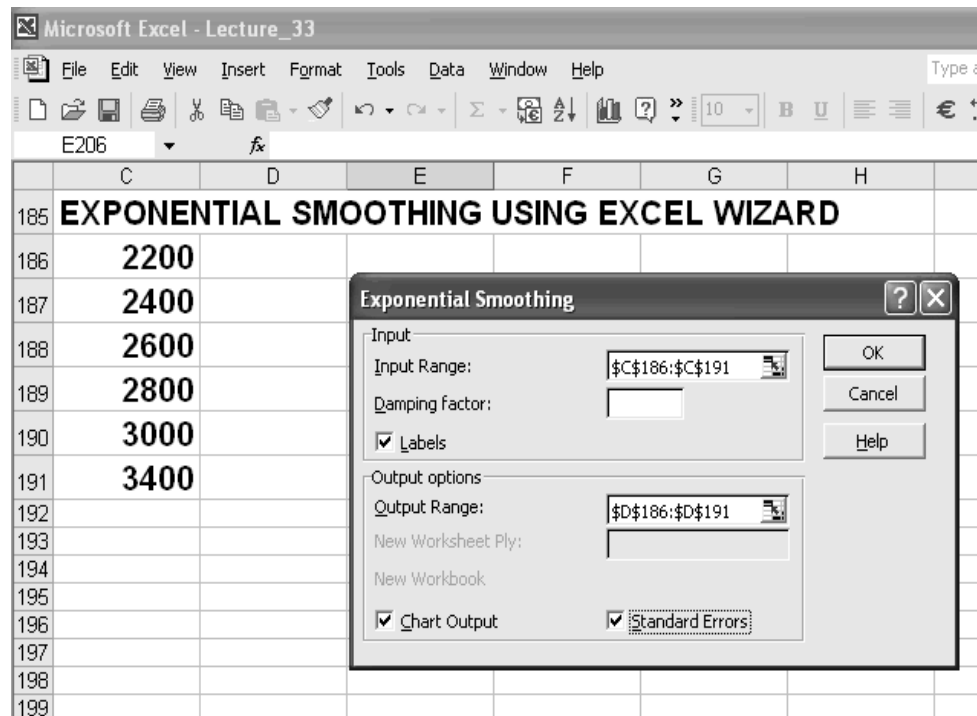 Microsoft Excel - Lecture_33
File Edit View Insert Format Tools Data Window Help
Type
10 B U €
E206 fx
C D E F G H
185 EXPONENTIAL SMOOTHING USING EXCEL WIZARD
186 2200
187 2400
188 2600
189 2800
190 3000
191 3400
192
193
194
195
196
197
198
199
Exponential Smoothing
Input
Input Range: $C$186:$C$191
Damping factor:
Labels
OK
Cancel
Help
Output options
Output Range: $D$186:$D$191
New Worksheet Ply:
New Workbook
Chart Output Standard Errors